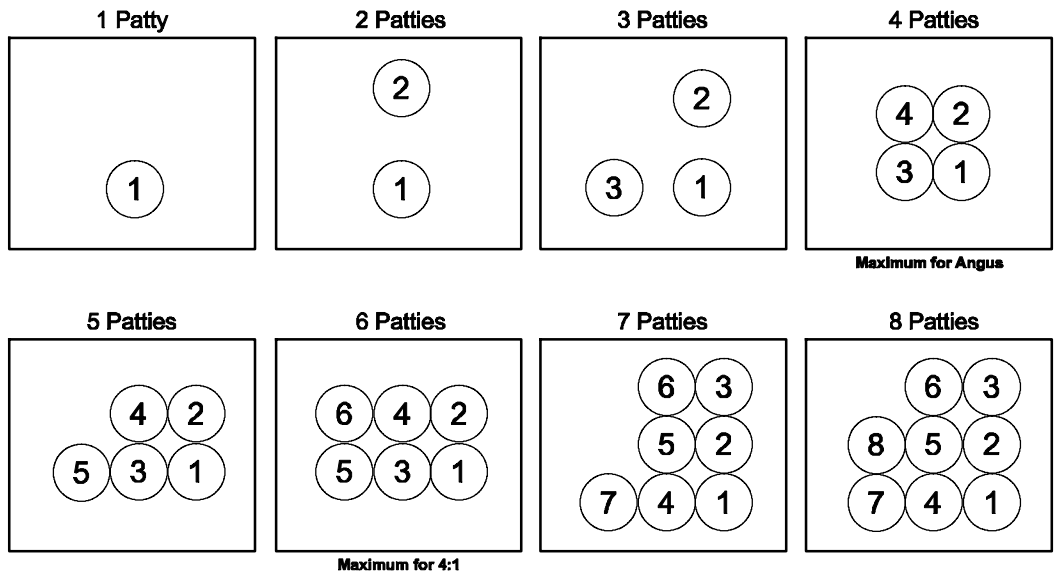 1 Patty
2 Patties
3 Patties
4 Patties
1
2
1
2
3 1
4 2
3 1
Maximum for Angus
5 Patties
6 Patties
7 Patties
8 Patties
4 2
5 3 1
6 4 2
5 3 1
6 3
5 2
7 4 1
6 3
8 5 2
7 4 1
Maximum for 4:1